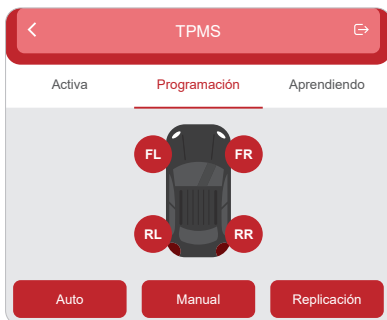 TPMS
Activa Programación Aprendiendo
FL FR
RL RR
Auto Manual Replicación